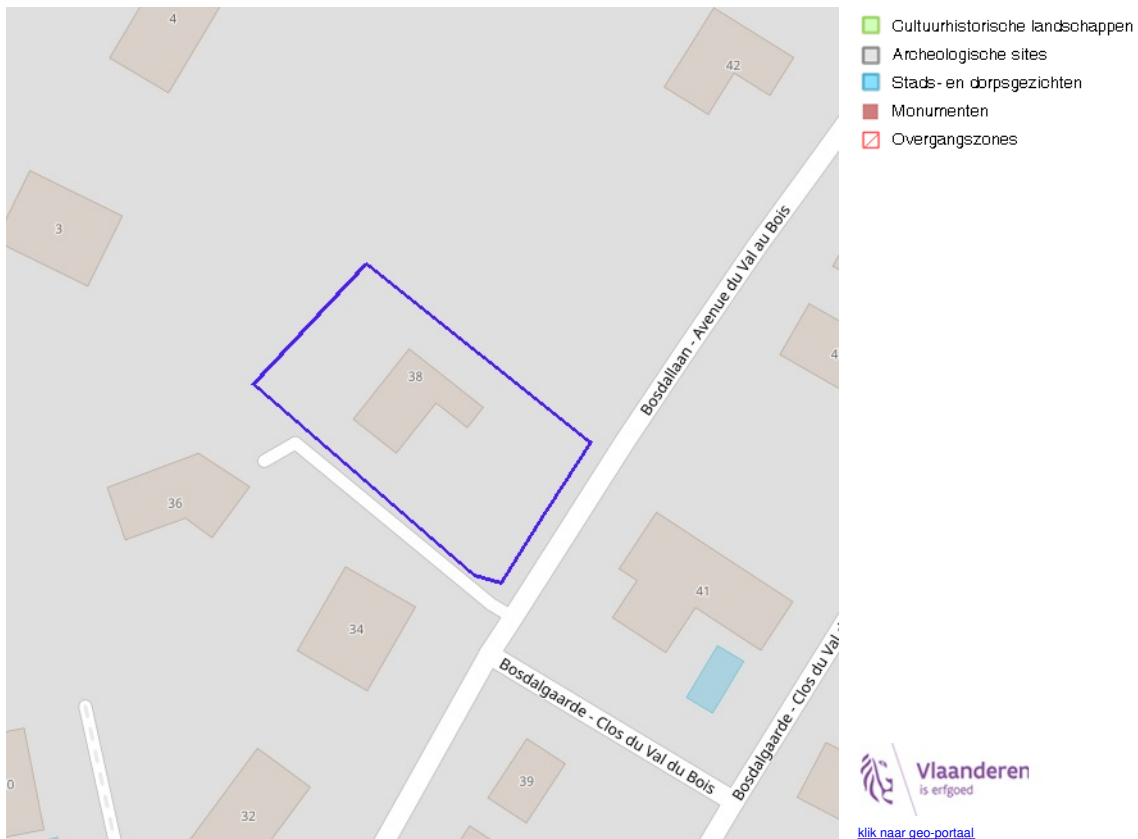 4
42
3
Bosdallaan - Avenue du Val au Bois
38
4
36
41
34
Bosdalgaarde - Clos du Val du Bois
Bosdalgaarde - Clos du Val
39
0
32
Cultuurhistorische landschappen
Archeologische sites
Stads- en dorpsgezichten
Monumenten
Overgangszones
Vlaanderen
is erfgoed
klik naar geo-portaal